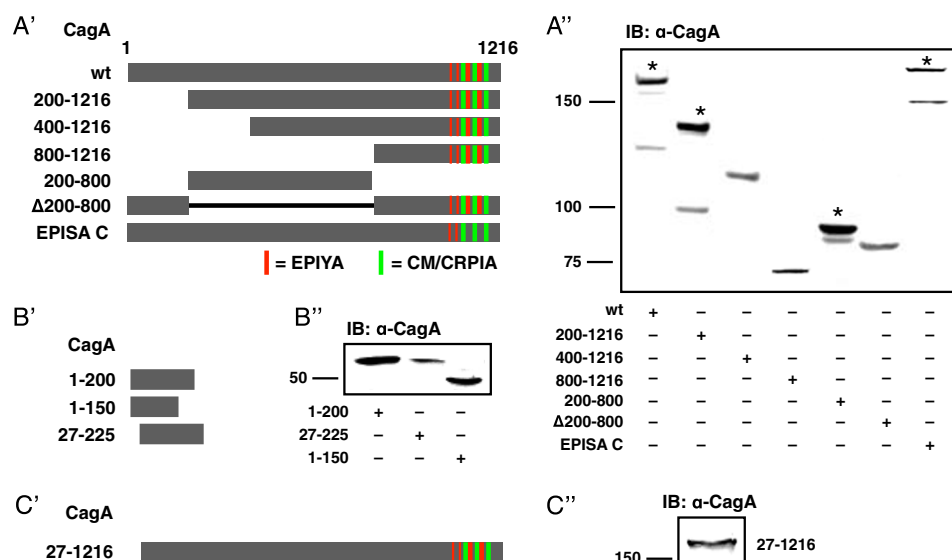 A′
CagA
1 1216
wt
200-1216
400-1216
800-1216
200-800
Δ200-800
EPISA C
= EPIYA = CM/CRPIA
A′′
IB: α-CagA
* * * *
150
100
75
wt + – – – – – –
200-1216 – + – – – – –
400-1216 – – + – – – –
800-1216 – – – + – – –
200-800 – – – – + – –
Δ200-800 – – – – – + –
EPISA C – – – – – – +
B′
CagA
1-200
1-150
27-225
B′′
IB: α-CagA
50
1-200 + – –
27-225 – + –
1-150 – – +
C′
CagA
27-1216
C′′
IB: α-CagA
150
27-1216